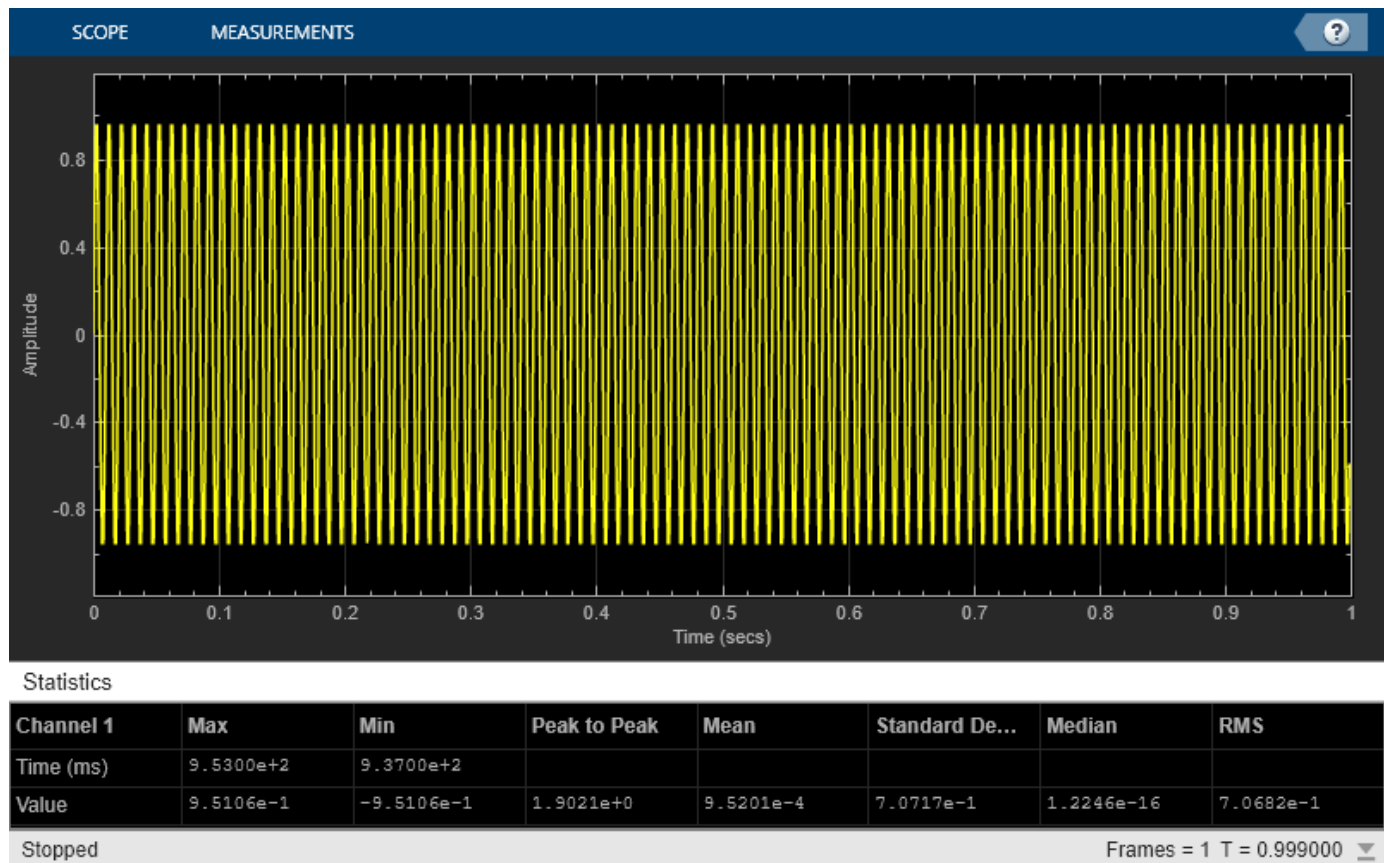 SCOPE MEASUREMENTS ?
0.8
0.4
0
-0.4
-0.8
Amplitude
0 0.1 0.2 0.3 0.4 0.5 0.6 0.7 0.8 0.9 1
Time (secs)
Statistics
Channel 1 Max Min Peak to Peak Mean Standard De... Median RMS
Time (ms) 9.5300e+2 9.3700e+2
Value 9.5106e-1 -9.5106e-1 1.9021e+0 9.5201e-4 7.0717e-1 1.2246e-16 7.0682e-1
Stopped Frames = 1 T = 0.999000